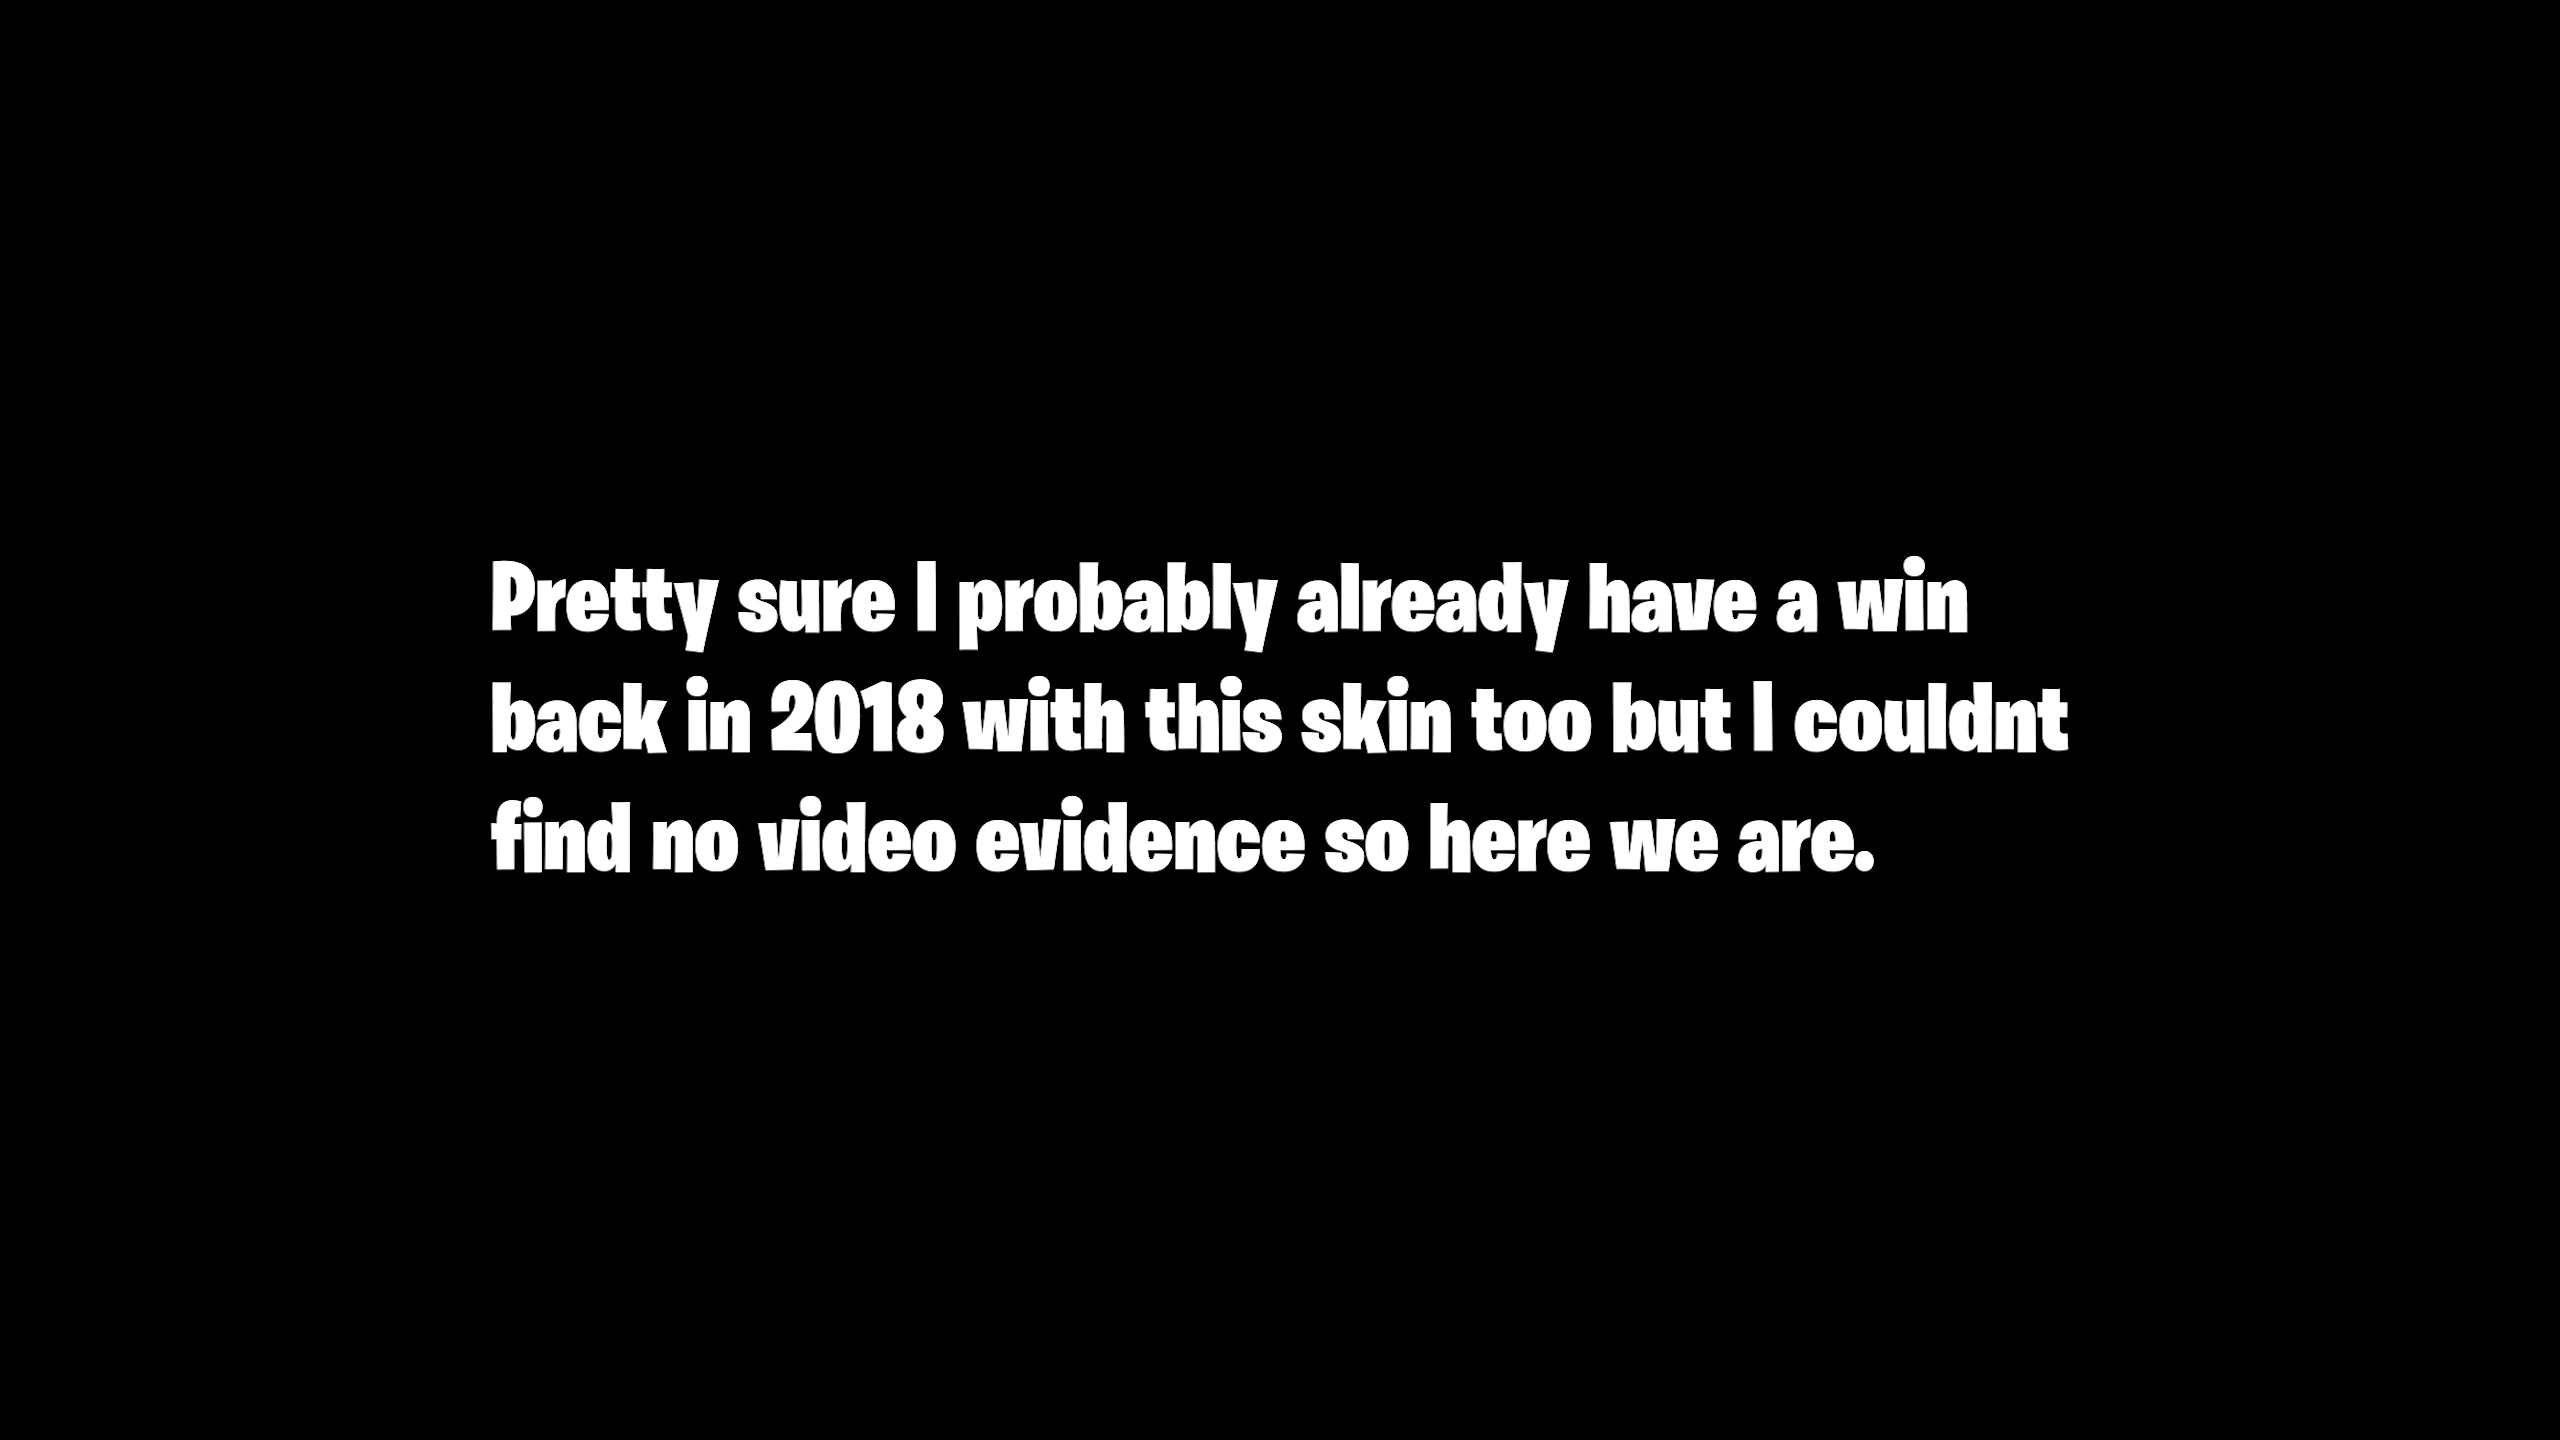 Pretty sure I probably already have a win
back in 2018 with this skin too but I couldnt
find no video evidence so here we are.